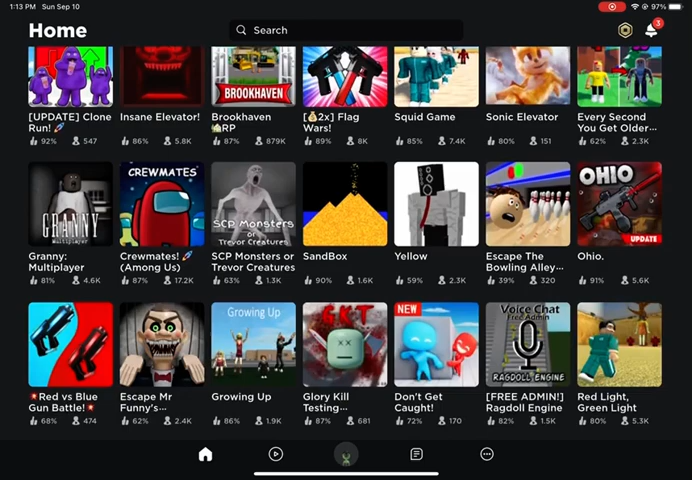 1:13 PM Sun Sep 10
97%
Home
Search
3
BROOKHAVEN
[UPDATE] Clone Run! 🚀
92% 547
Insane Elevator!
86% 5.8K
Brookhaven 🏡RP
87% 879K
[💰2x] Flag Wars!
89% 8K
Squid Game
85% 7.4K
Sonic Elevator
80% 151
Every Second You Get Older...
62% 2.3K
GRANNY
Multiplayer
CREWMATES
SCP Monsters
or
Trevor Creatures
OHIO
UPDATE
Granny: Multiplayer
81% 4.6K
Crewmates! 🚀 (Among Us)
87% 17.2K
SCP Monsters or Trevor Creatures
63% 1.3K
SandBox
90% 1.6K
Yellow
59% 2.3K
Escape The Bowling Alley...
39% 320
Ohio.
91% 5.6K
Growing Up
GKT
NEW
Voice Chat
Free Admin
RAGDOLL ENGINE
💥Red vs Blue Gun Battle!💥
68% 474
Escape Mr Funny's...
62% 2.4K
Growing Up
86% 1.9K
Glory Kill Testing...
87% 681
Don't Get Caught!
72% 170
[FREE ADMIN!] Ragdoll Engine
82% 1.5K
Red Light, Green Light
80% 5.3K